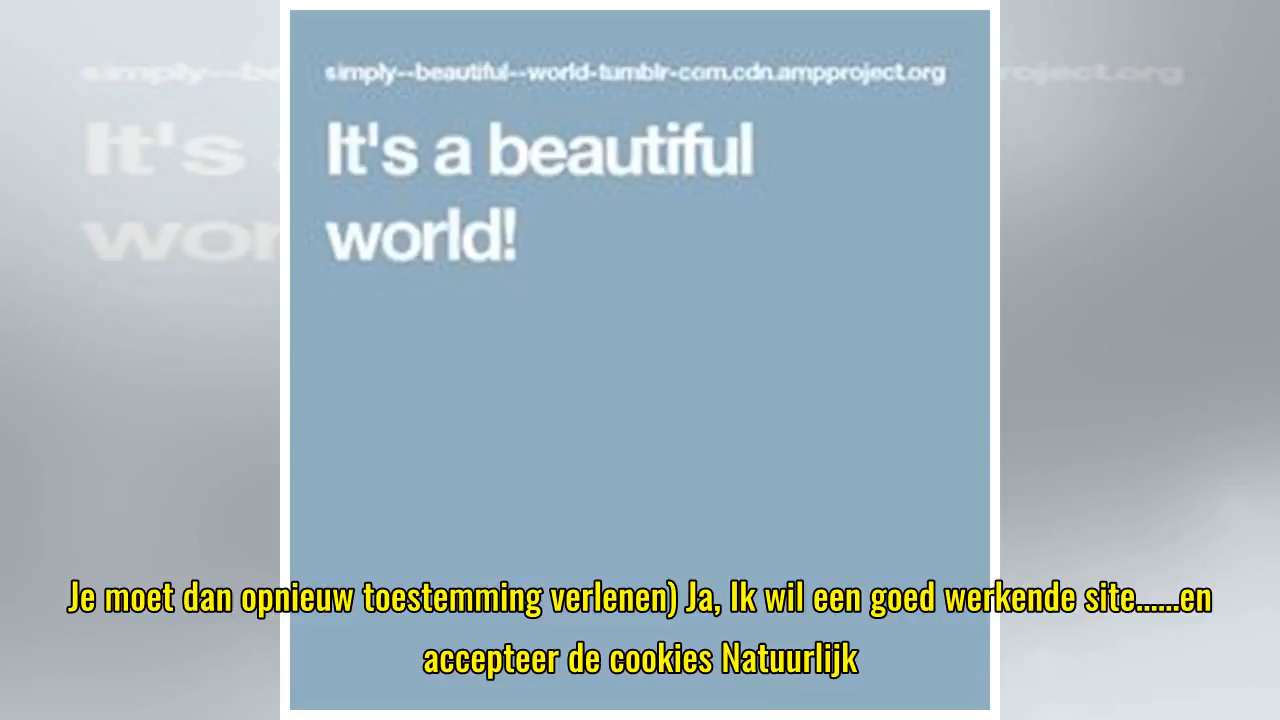 simply--beautiful--world-tumblr-com.cdn.ampproject.org
It's a beautiful
world!
Je moet dan opnieuw toestemming verlenen) Ja, Ik wil een goed werkende site......en
accepteer de cookies Natuurlijk